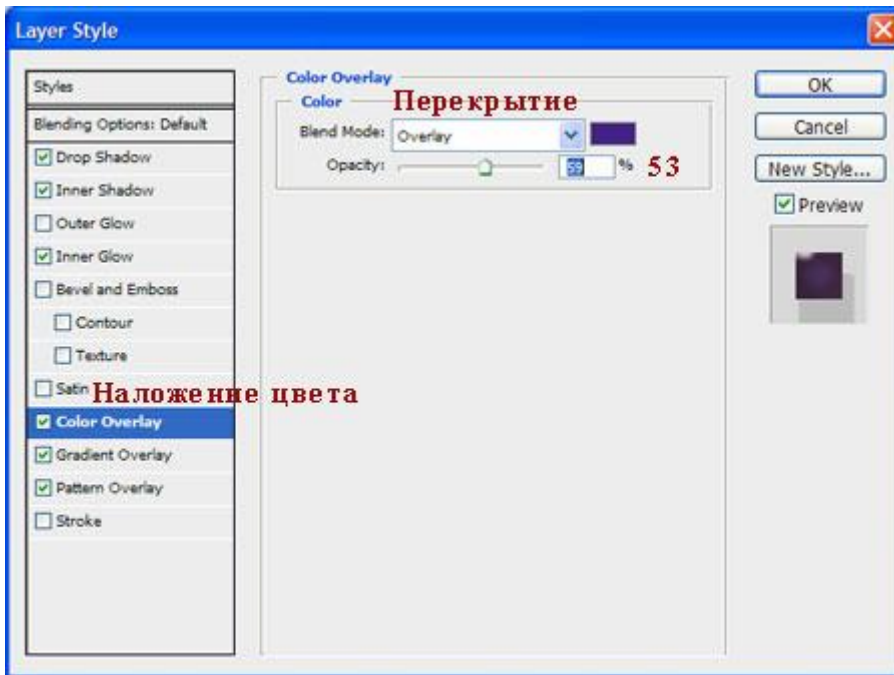 Layer Style
Styles
Blending Options: Default
Drop Shadow
Inner Shadow
Outer Glow
Inner Glow
Bevel and Emboss
Contour
Texture
Satin
Наложение цвета
Color Overlay
Gradient Overlay
Pattern Overlay
Stroke
Color Overlay
Color
Перекрытие
Blend Mode: Overlay
Opacity: 59 % 53
OK
Cancel
New Style...
Preview